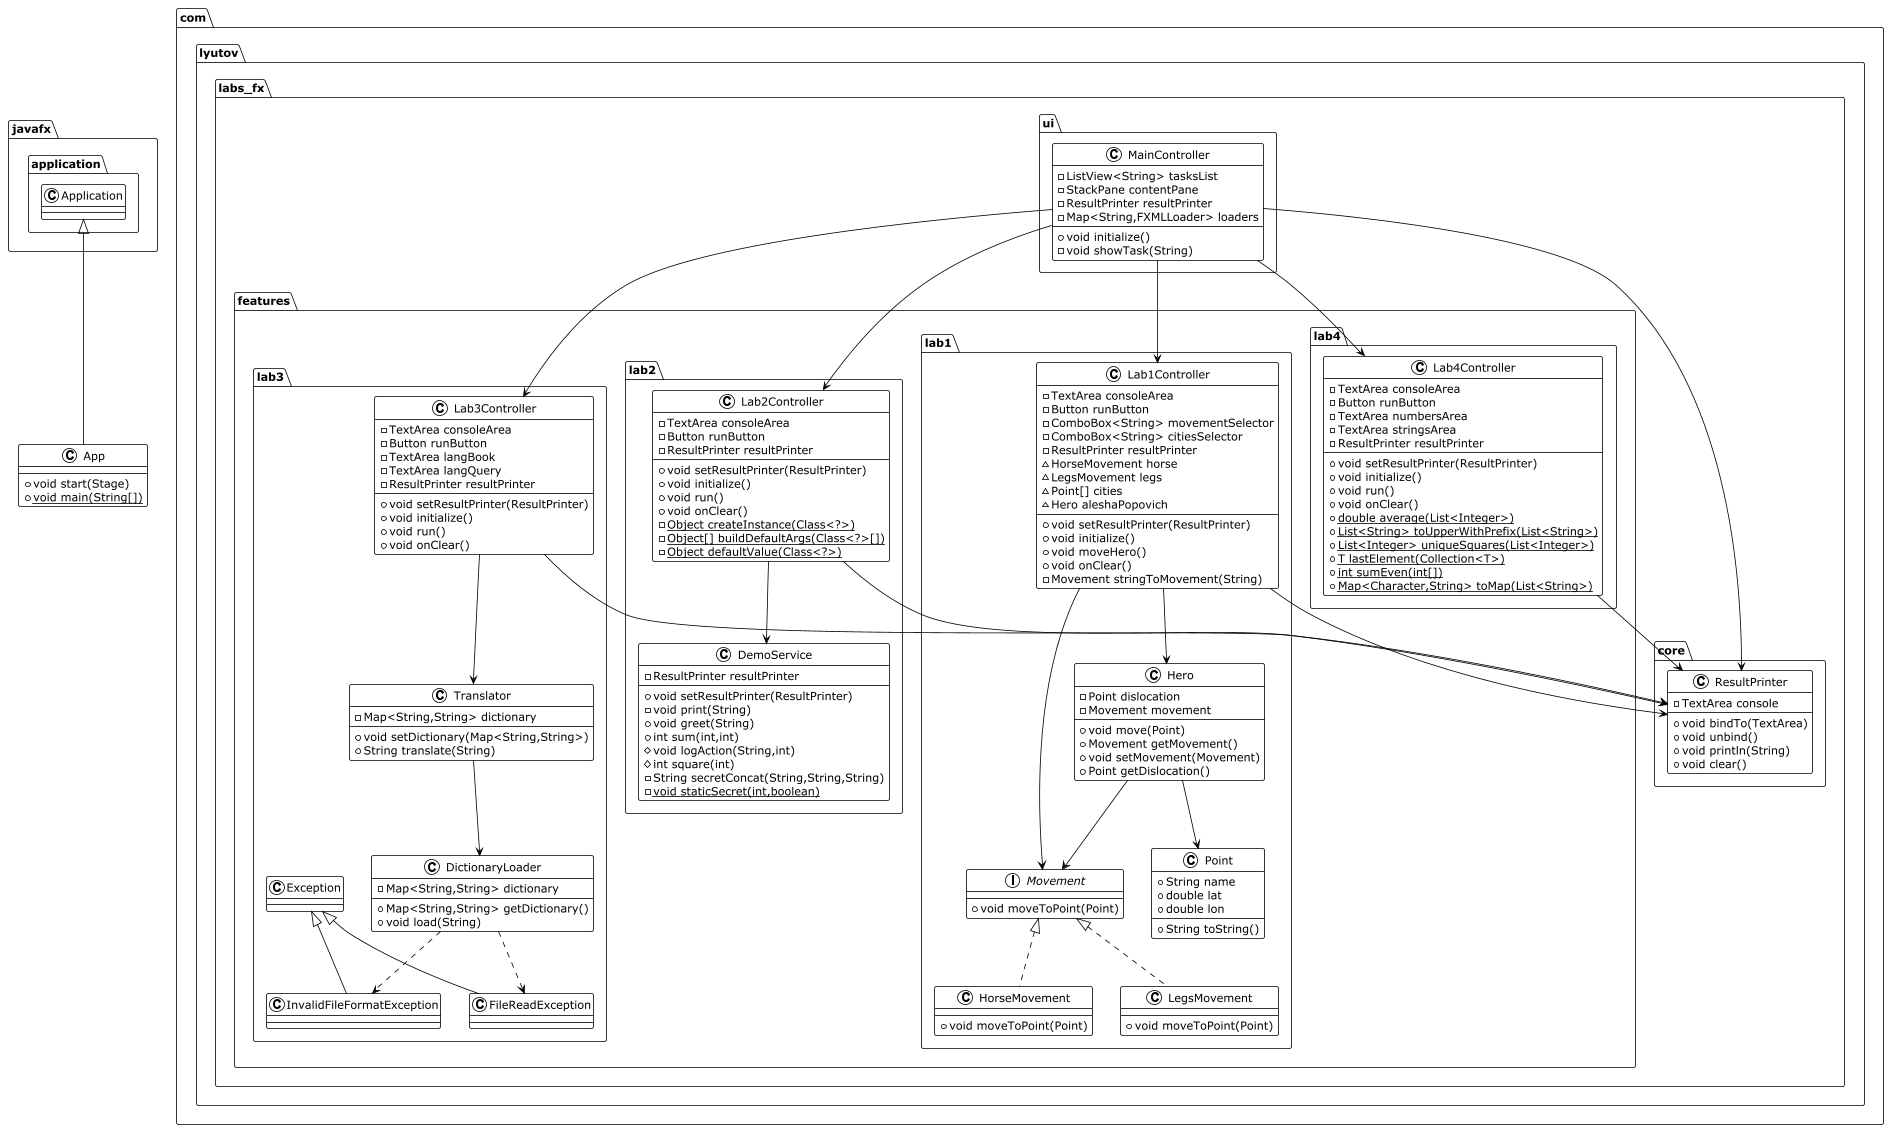 com
lyutov
labs_fx
javafx
application
C Application
C App
void start(Stage)
void main(String[])
ui
C MainController
ListView<String> tasksList
StackPane contentPane
ResultPrinter resultPrinter
Map<String,FXMLLoader> loaders
void initialize()
void showTask(String)
features
lab3
C Lab3Controller
TextArea consoleArea
Button runButton
TextArea langBook
TextArea langQuery
ResultPrinter resultPrinter
void setResultPrinter(ResultPrinter)
void initialize()
void run()
void onClear()
C Translator
Map<String,String> dictionary
void setDictionary(Map<String,String>)
String translate(String)
C DictionaryLoader
Map<String,String> dictionary
Map<String,String> getDictionary()
void load(String)
C Exception
C InvalidFileFormatException
C FileReadException
lab2
C Lab2Controller
TextArea consoleArea
Button runButton
ResultPrinter resultPrinter
void setResultPrinter(ResultPrinter)
void initialize()
void run()
void onClear()
Object createInstance(Class<?>)
Object[] buildDefaultArgs(Class<?>[])
Object defaultValue(Class<?>)
C DemoService
ResultPrinter resultPrinter
void setResultPrinter(ResultPrinter)
void print(String)
void greet(String)
int sum(int,int)
void logAction(String,int)
int square(int)
String secretConcat(String,String,String)
void staticSecret(int,boolean)
lab1
C Lab1Controller
TextArea consoleArea
Button runButton
ComboBox<String> movementSelector
ComboBox<String> citiesSelector
ResultPrinter resultPrinter
HorseMovement horse
LegsMovement legs
Point[] cities
Hero aleshaPopovich
void setResultPrinter(ResultPrinter)
void initialize()
void moveHero()
void onClear()
Movement stringToMovement(String)
C Hero
Point dislocation
Movement movement
void move(Point)
Movement getMovement()
void setMovement(Movement)
Point getDislocation()
I Movement
void moveToPoint(Point)
C Point
String name
double lat
double lon
String toString()
C HorseMovement
void moveToPoint(Point)
C LegsMovement
void moveToPoint(Point)
lab4
C Lab4Controller
TextArea consoleArea
Button runButton
TextArea numbersArea
TextArea stringsArea
ResultPrinter resultPrinter
void setResultPrinter(ResultPrinter)
void initialize()
void run()
void onClear()
double average(List<Integer>)
List<String> toUpperWithPrefix(List<String>)
List<Integer> uniqueSquares(List<Integer>)
T lastElement(Collection<T>)
int sumEven(int[])
Map<Character,String> toMap(List<String>)
core
C ResultPrinter
TextArea console
void bindTo(TextArea)
void unbind()
void println(String)
void clear()